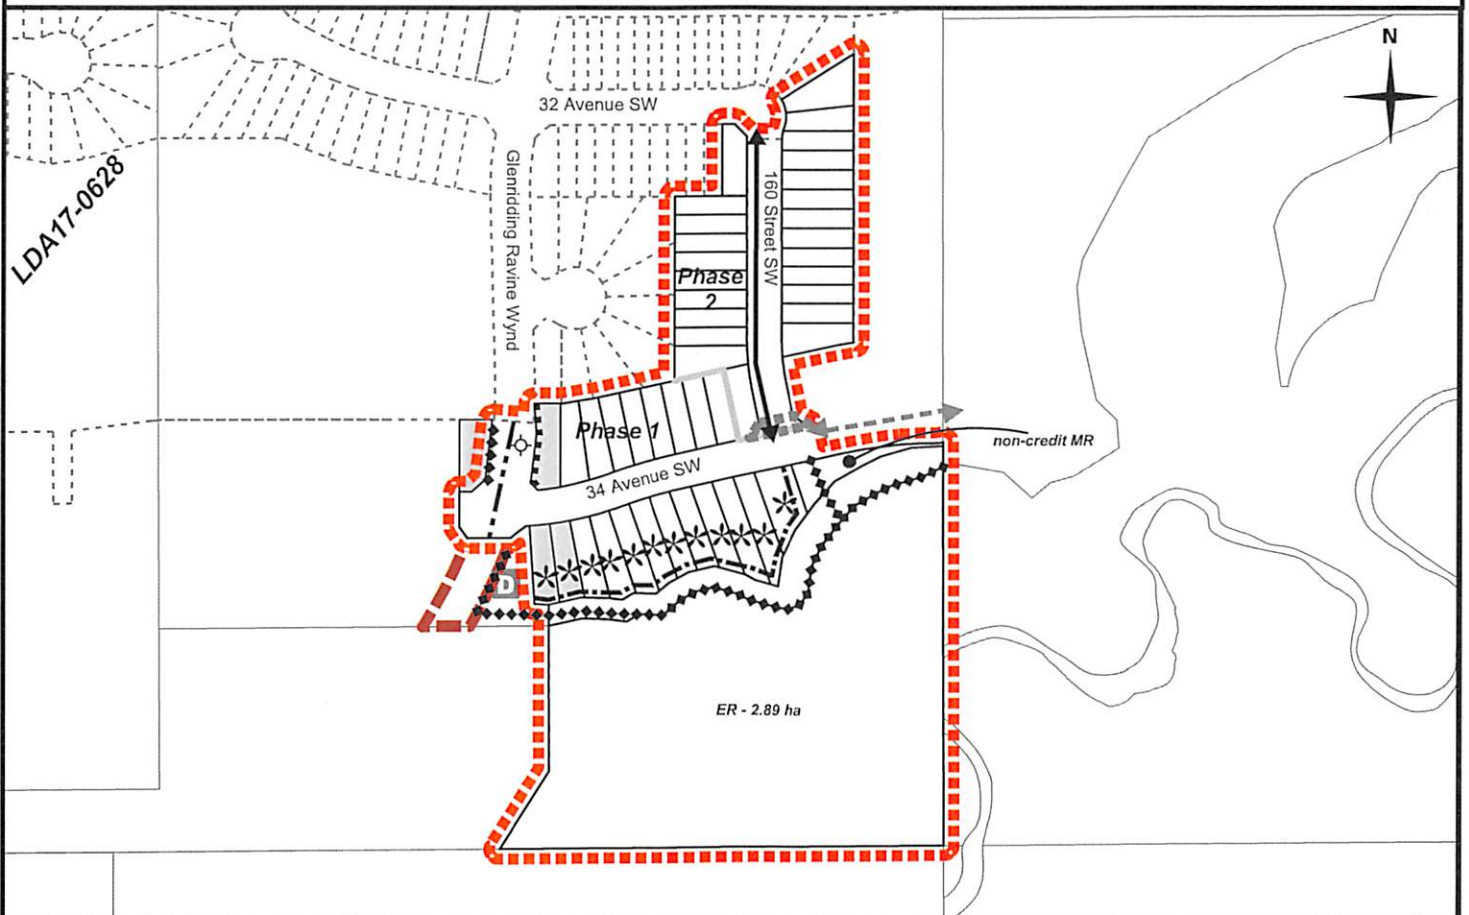 N
32 Avenue SW
LDA17-0628
Glenridding Ravine Wynd
160 Street SW
Phase
2
Phase 1
non-credit MR
34 Avenue SW
D
ER - 2.89 ha